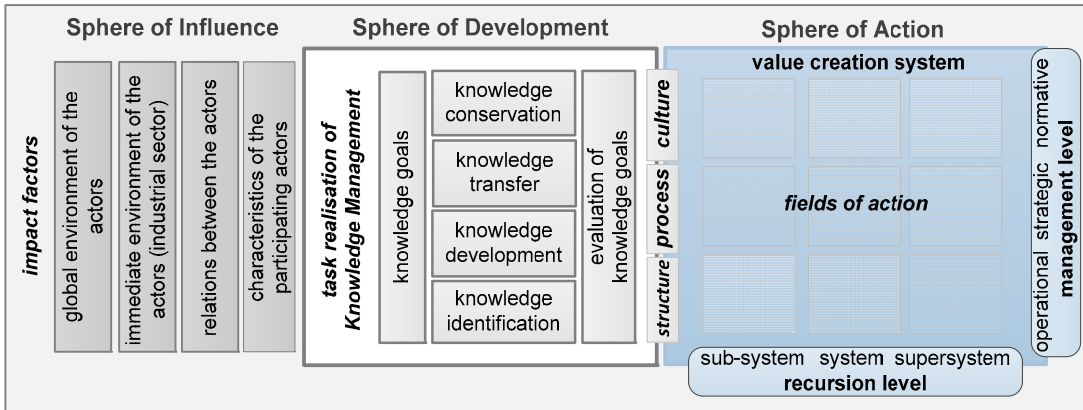 Sphere of Influence
Sphere of Development
Sphere of Action
impact factors
global environment of the
actors
immediate environment of the
actors (industrial sector)
relations between the actors
characteristics of the
participating actors
task realisation of
Knowledge Management
knowledge goals
knowledge
conservation
knowledge
transfer
knowledge
development
knowledge
identification
evaluation of
knowledge goals
culture
process
structure
value creation system
fields of action
operational strategic normative
management level
sub-system system supersystem
recursion level